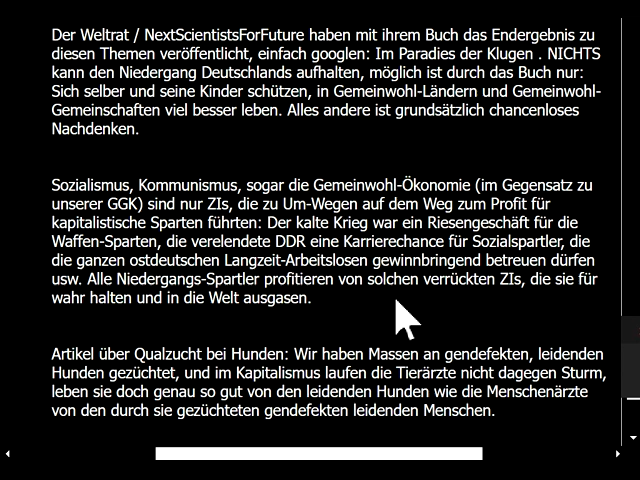 Der Weltrat / NextScientistsForFuture haben mit ihrem Buch das Endergebnis zu
diesen Themen veröffentlicht, einfach googlen: Im Paradies der Klugen . NICHTS
kann den Niedergang Deutschlands aufhalten, möglich ist durch das Buch nur:
Sich selber und seine Kinder schützen, in Gemeinwohl-Ländern und Gemeinwohl-
Gemeinschaften viel besser leben. Alles andere ist grundsätzlich chancenloses
Nachdenken.
Sozialismus, Kommunismus, sogar die Gemeinwohl-Ökonomie (im Gegensatz zu
unserer GGK) sind nur ZIs, die zu Um-Wegen auf dem Weg zum Profit für
kapitalistische Sparten führten: Der kalte Krieg war ein Riesengeschäft für die
Waffen-Sparten, die verelendete DDR eine Karrierechance für Sozialspartler, die
die ganzen ostdeutschen Langzeit-Arbeitslosen gewinnbringend betreuen dürfen
usw. Alle Niedergangs-Spartler profitieren von solchen verrückten ZIs, die sie für
wahr halten und in die Welt ausgasen.
Artikel über Qualzucht bei Hunden: Wir haben Massen an gendefekten, leidenden
Hunden gezüchtet, und im Kapitalismus laufen die Tierärzte nicht dagegen Sturm,
leben sie doch genau so gut von den leidenden Hunden wie die Menschenärzte
von den durch sie gezüchteten gendefekten leidenden Menschen.